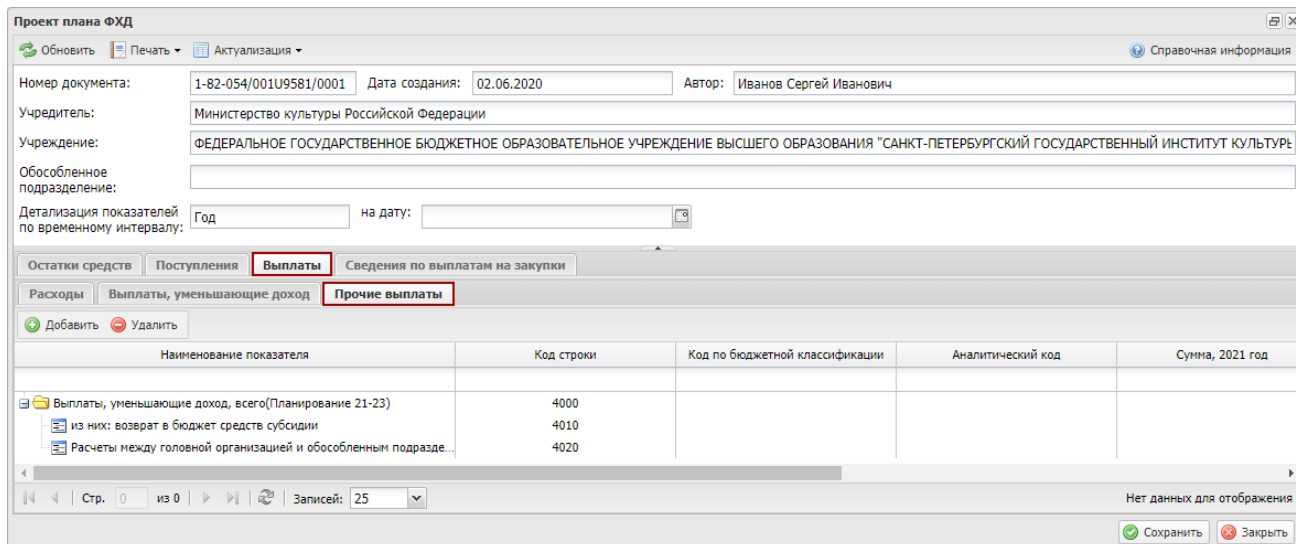 Проект плана ФХД
Обновить Печать Актуализация Справочная информация
Номер документа: 1-82-054/001U9581/0001 Дата создания: 02.06.2020 Автор: Иванов Сергей Иванович
Учредитель: Министерство культуры Российской Федерации
Учреждение: ФЕДЕРАЛЬНОЕ ГОСУДАРСТВЕННОЕ БЮДЖЕТНОЕ ОБРАЗОВАТЕЛЬНОЕ УЧРЕЖДЕНИЕ ВЫСШЕГО ОБРАЗОВАНИЯ "САНКТ-ПЕТЕРБУРГСКИЙ ГОСУДАРСТВЕННЫЙ ИНСТИТУТ КУЛЬТУРЫ
Обособленное
подразделение:
Детализация показателей
по временному интервалу: Год на дату:
Остатки средств Поступления Выплаты Сведения по выплатам на закупки
Расходы Выплаты, уменьшающие доход Прочие выплаты
Добавить Удалить
Наименование показателя Код строки Код по бюджетной классификации Аналитический код Сумма, 2021 год
Выплаты, уменьшающие доход, всего(Планирование 21-23) 4000
из них: возврат в бюджет средств субсидии 4010
Расчеты между головной организацией и обособленным подразде... 4020
Стр. 0 из 0 Записей: 25 Нет данных для отображения
Сохранить Закрыть